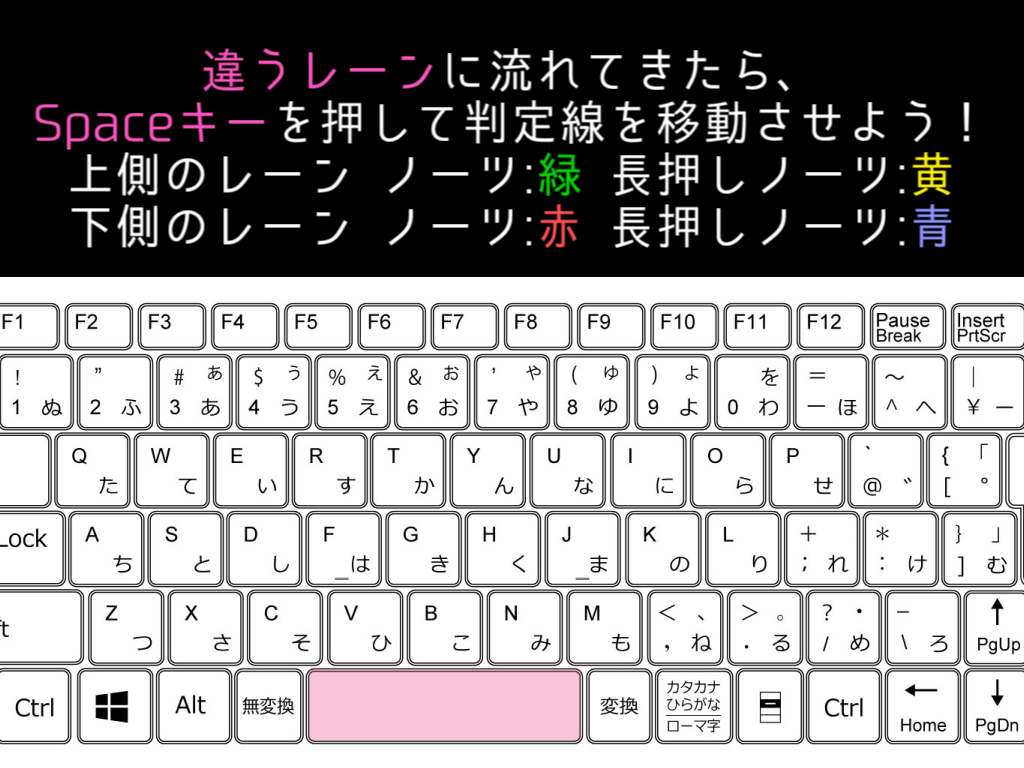 違うレーンに流れてきたら、
Spaceキーを押して判定線を移動させよう！
上側のレーン ノーツ:緑 長押しノーツ:黄
下側のレーン ノーツ:赤 長押しノーツ:青
F1 F2 F3 F4 F5 F6 F7 F8 F9 F10 F11 F12 Pause Insert
Break PrtScr
! ” # ぁ $ ぅ % ぇ & ぉ ’ ゃ ( ゅ ) ょ を = ～ |
1 ぬ 2 ふ 3 あ 4 う 5 え 6 お 7 や 8 ゆ 9 よ 0 わ ー ほ ^ へ ¥ ー
Q W E R T Y U I O P ` { 「
た て い す か ん な に ら せ @ ゛ [ ゜
Lock A S D F G H J K L + * } 」
ち と し _は き く _ま の り ; れ : け ] む
Z X C V B N M < 、 > 。 ? ・ _ ↑
ft つ さ そ ひ こ み も , ね . る / め \ ろ PgUp
Ctrl Alt 無変換 変換 カタカナ Ctrl ← ↓
ひらがな
ローマ字 Home PgDn